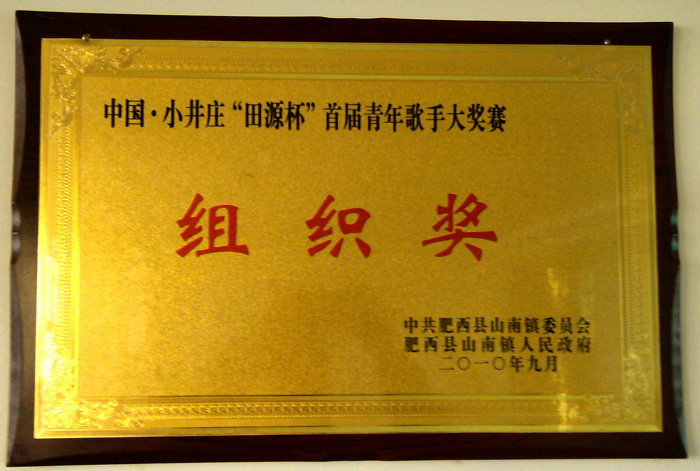 中国·小井庄“田源杯”首届青年歌手大奖赛
组织奖
中共肥西县山南镇委员会
肥西县山南镇人民政府
二〇一〇年九月